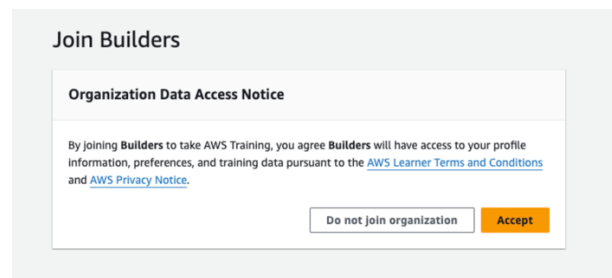 Join Builders
Organization Data Access Notice
By joining Builders to take AWS Training, you agree Builders will have access to your profile
information, preferences, and training data pursuant to the AWS Learner Terms and Conditions
and AWS Privacy Notice.
Do not join organization Accept